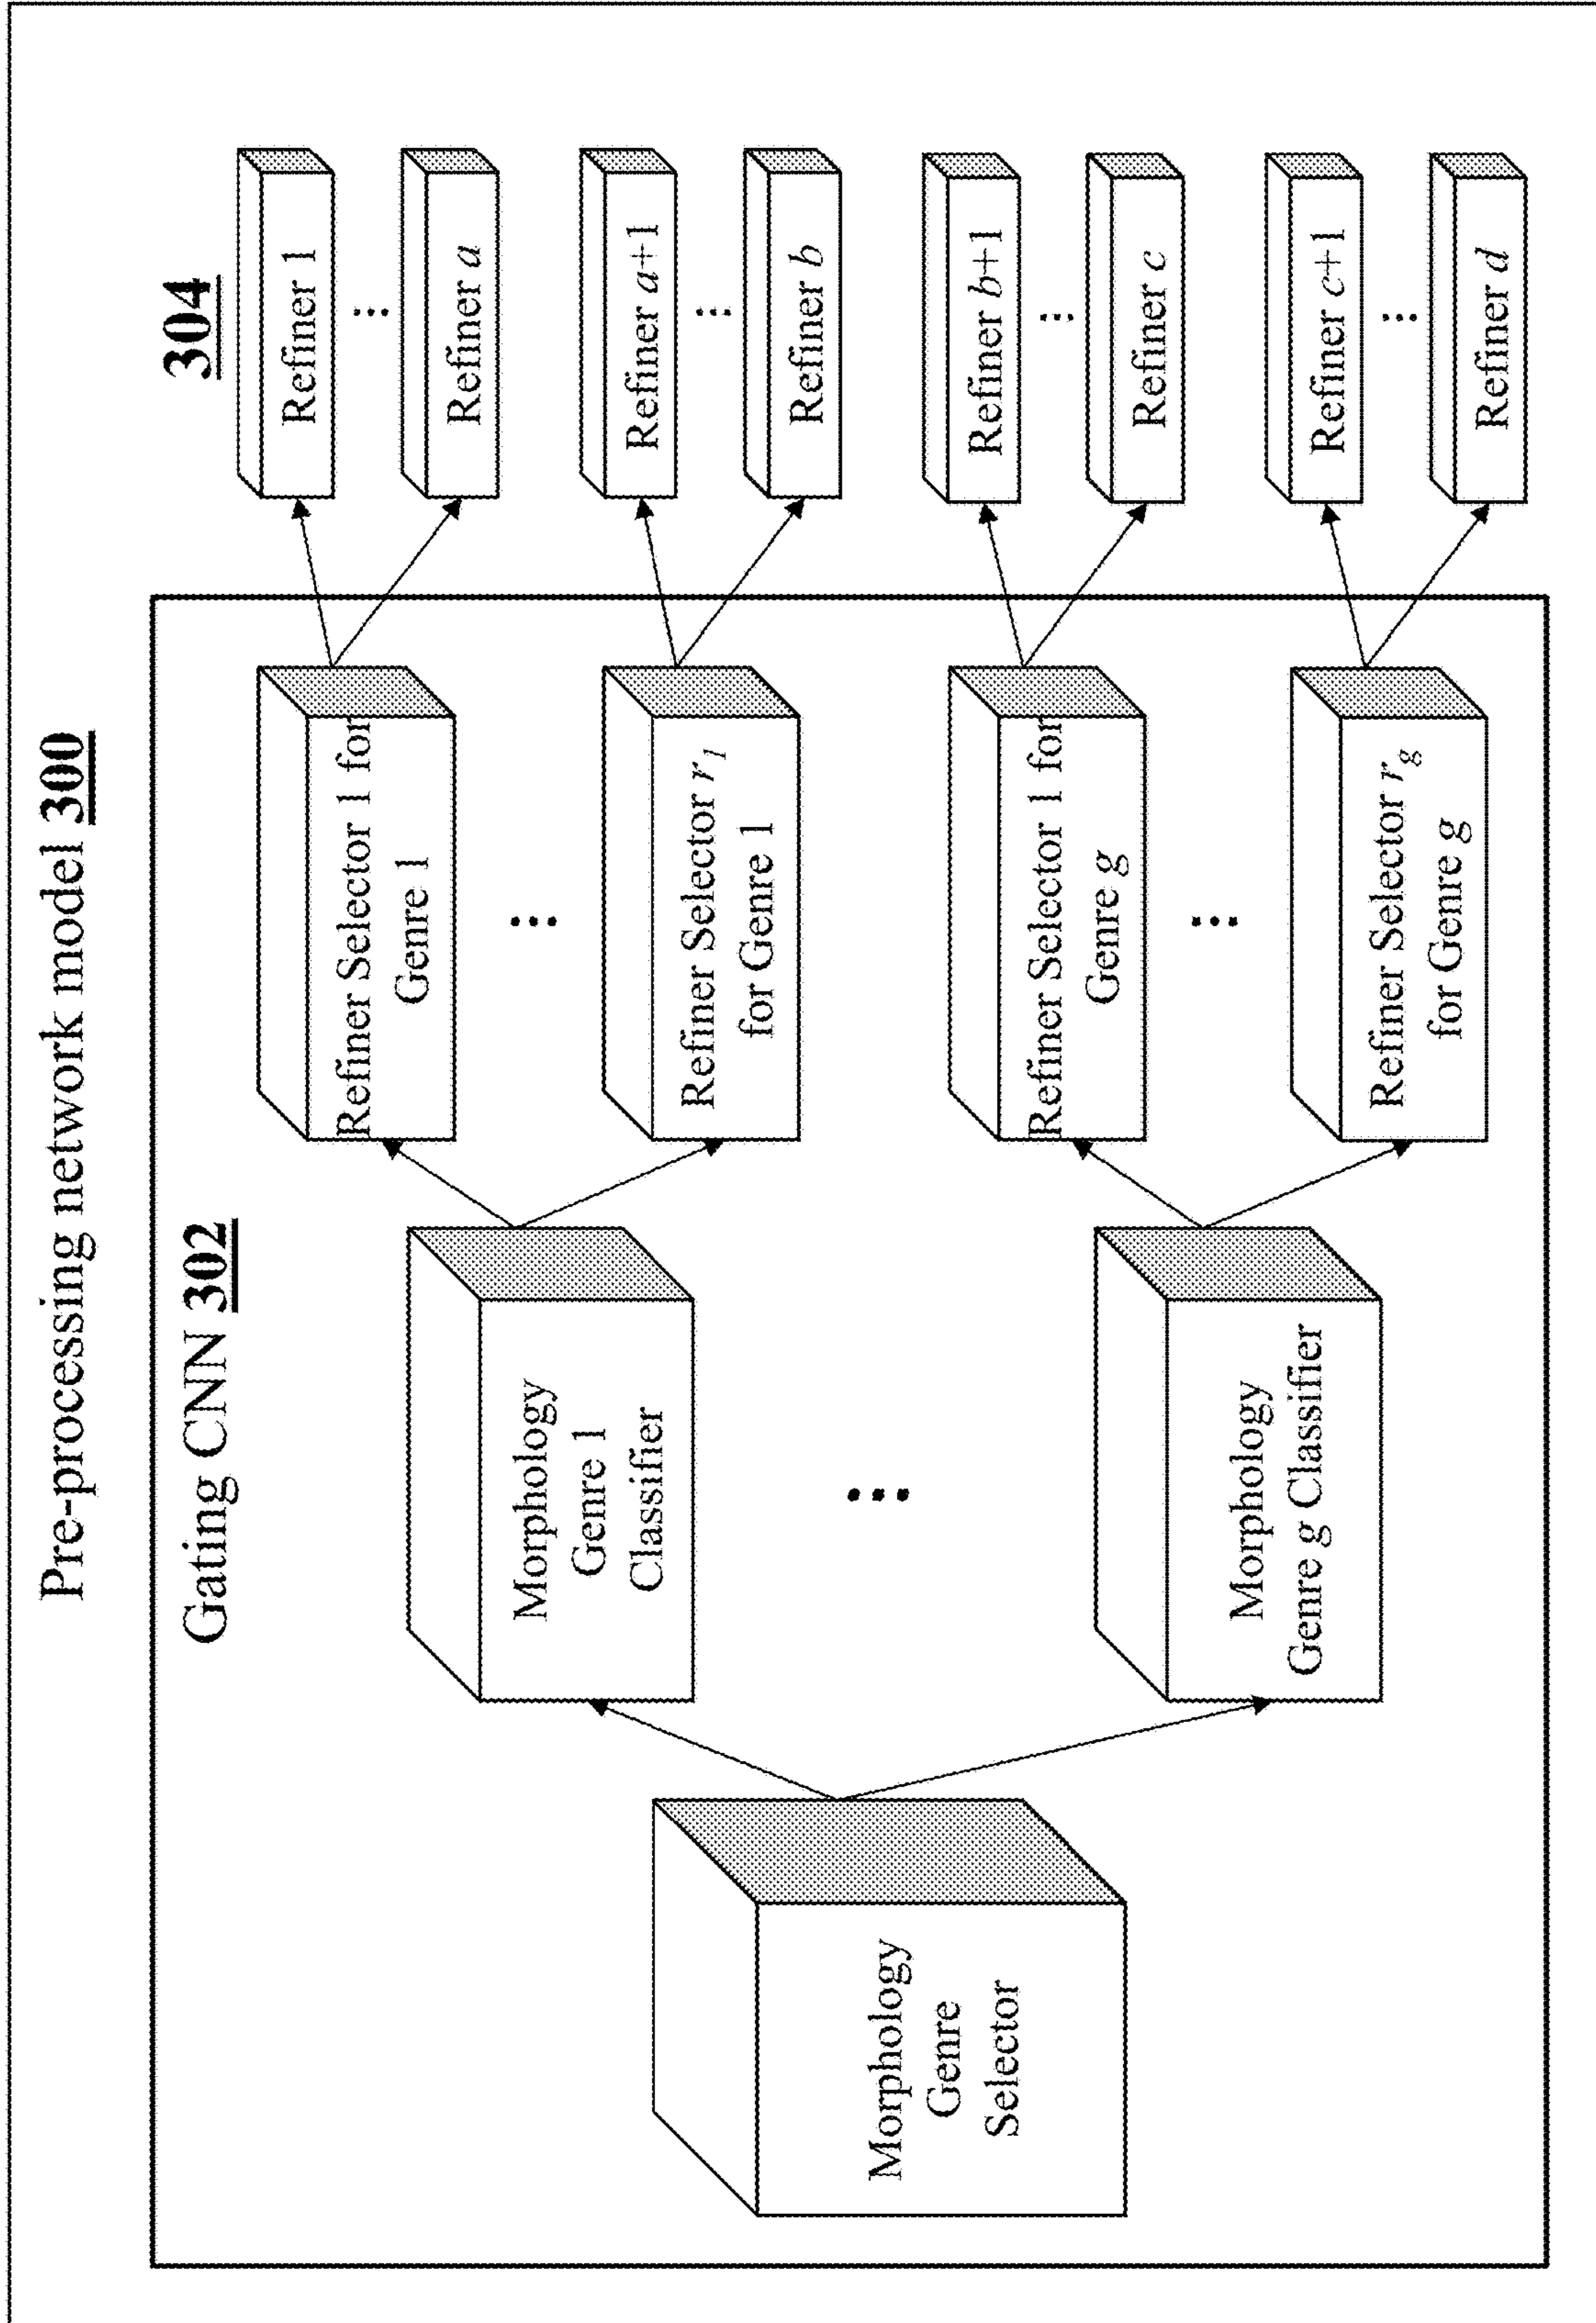 Pre-processing network model 300
Gating CNN 302
304
Morphology
Genre
Selector
Morphology
Genre 1
Classifier
...
Morphology
Genre g Classifier
Refiner Selector 1 for
Genre 1
...
Refiner Selector r1
for Genre 1
Refiner Selector 1 for
Genre g
...
Refiner Selector rg
for Genre g
Refiner 1
...
Refiner a
Refiner a+1
...
Refiner b
Refiner b+1
...
Refiner c
Refiner c+1
...
Refiner d